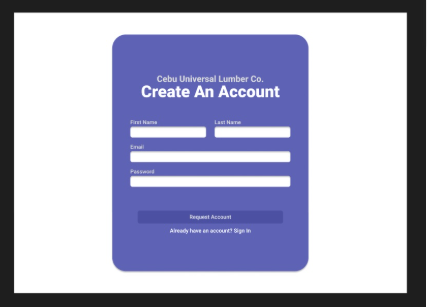 Cebu Universal Lumber Co.
Create An Account
First Name Last Name
Email
Password
Request Account
Already have an account? Sign in